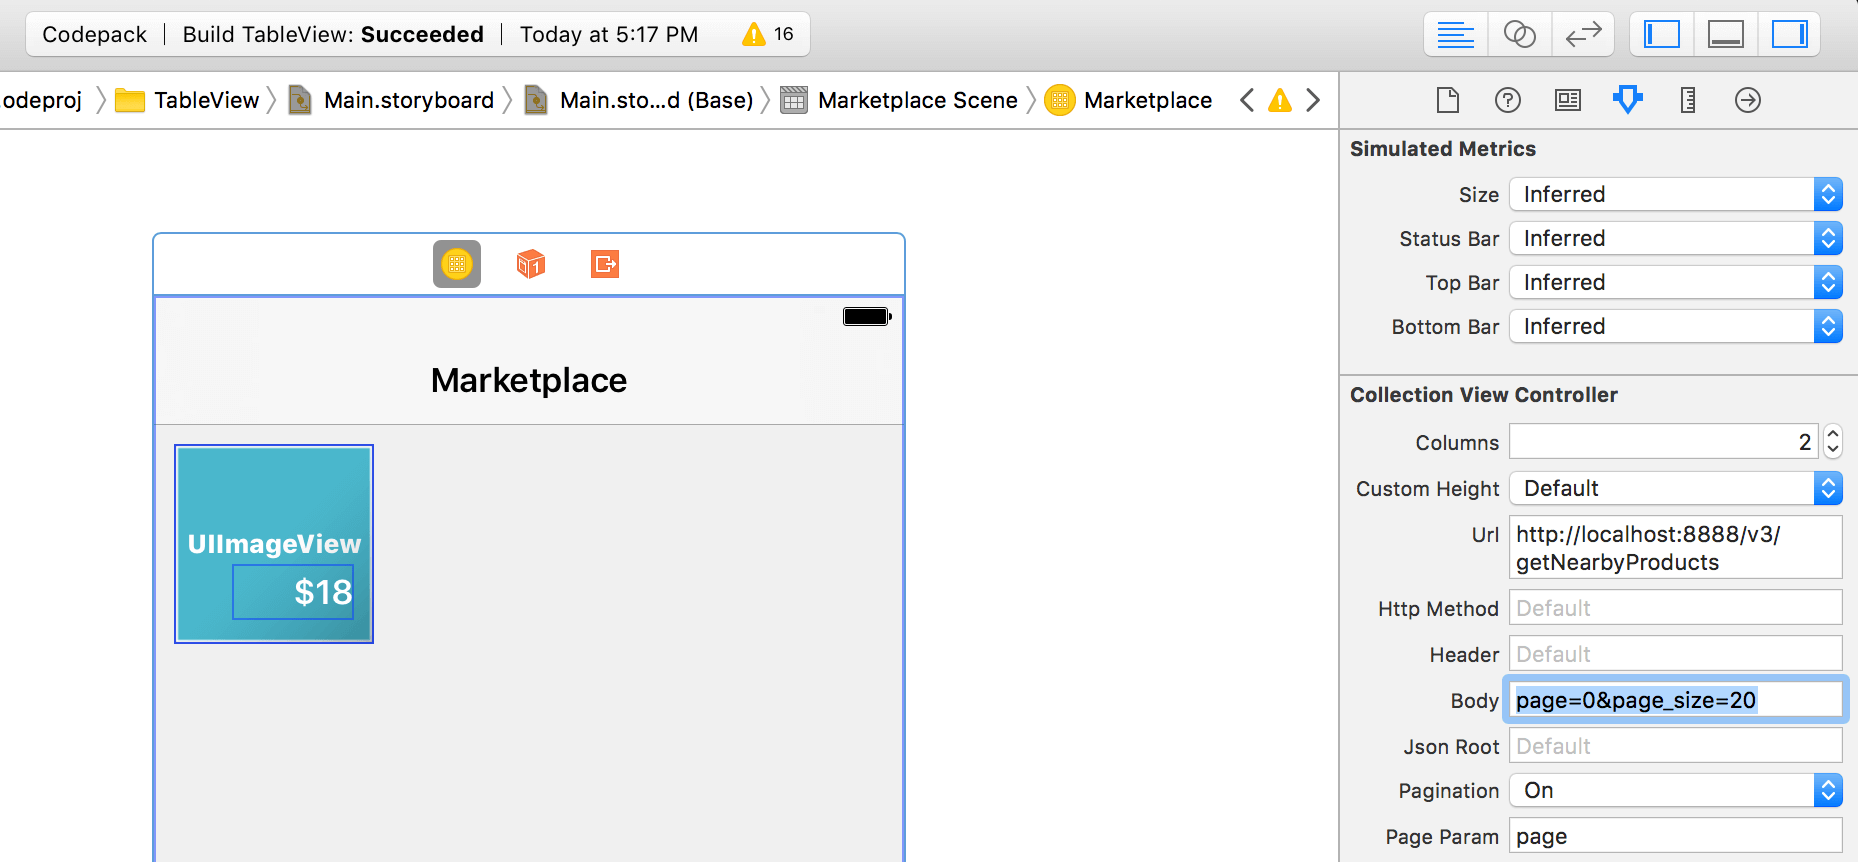 Codepack | Build TableView: Succeeded | Today at 5:17 PM 16
odeproj TableView Main.storyboard Main.sto...d (Base) Marketplace Scene Marketplace
Marketplace
UIImageView
$18
Simulated Metrics
Size Inferred
Status Bar Inferred
Top Bar Inferred
Bottom Bar Inferred
Collection View Controller
Columns 2
Custom Height Default
Url http://localhost:8888/v3/
getNearbyProducts
Http Method Default
Header Default
Body page=0&page_size=20
Json Root Default
Pagination On
Page Param page